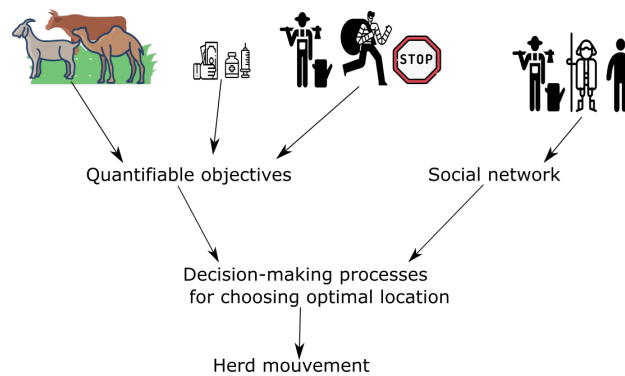 STOP
Quantifiable objectives
Social network
Decision-making processes
for choosing optimal location
Herd mouvement